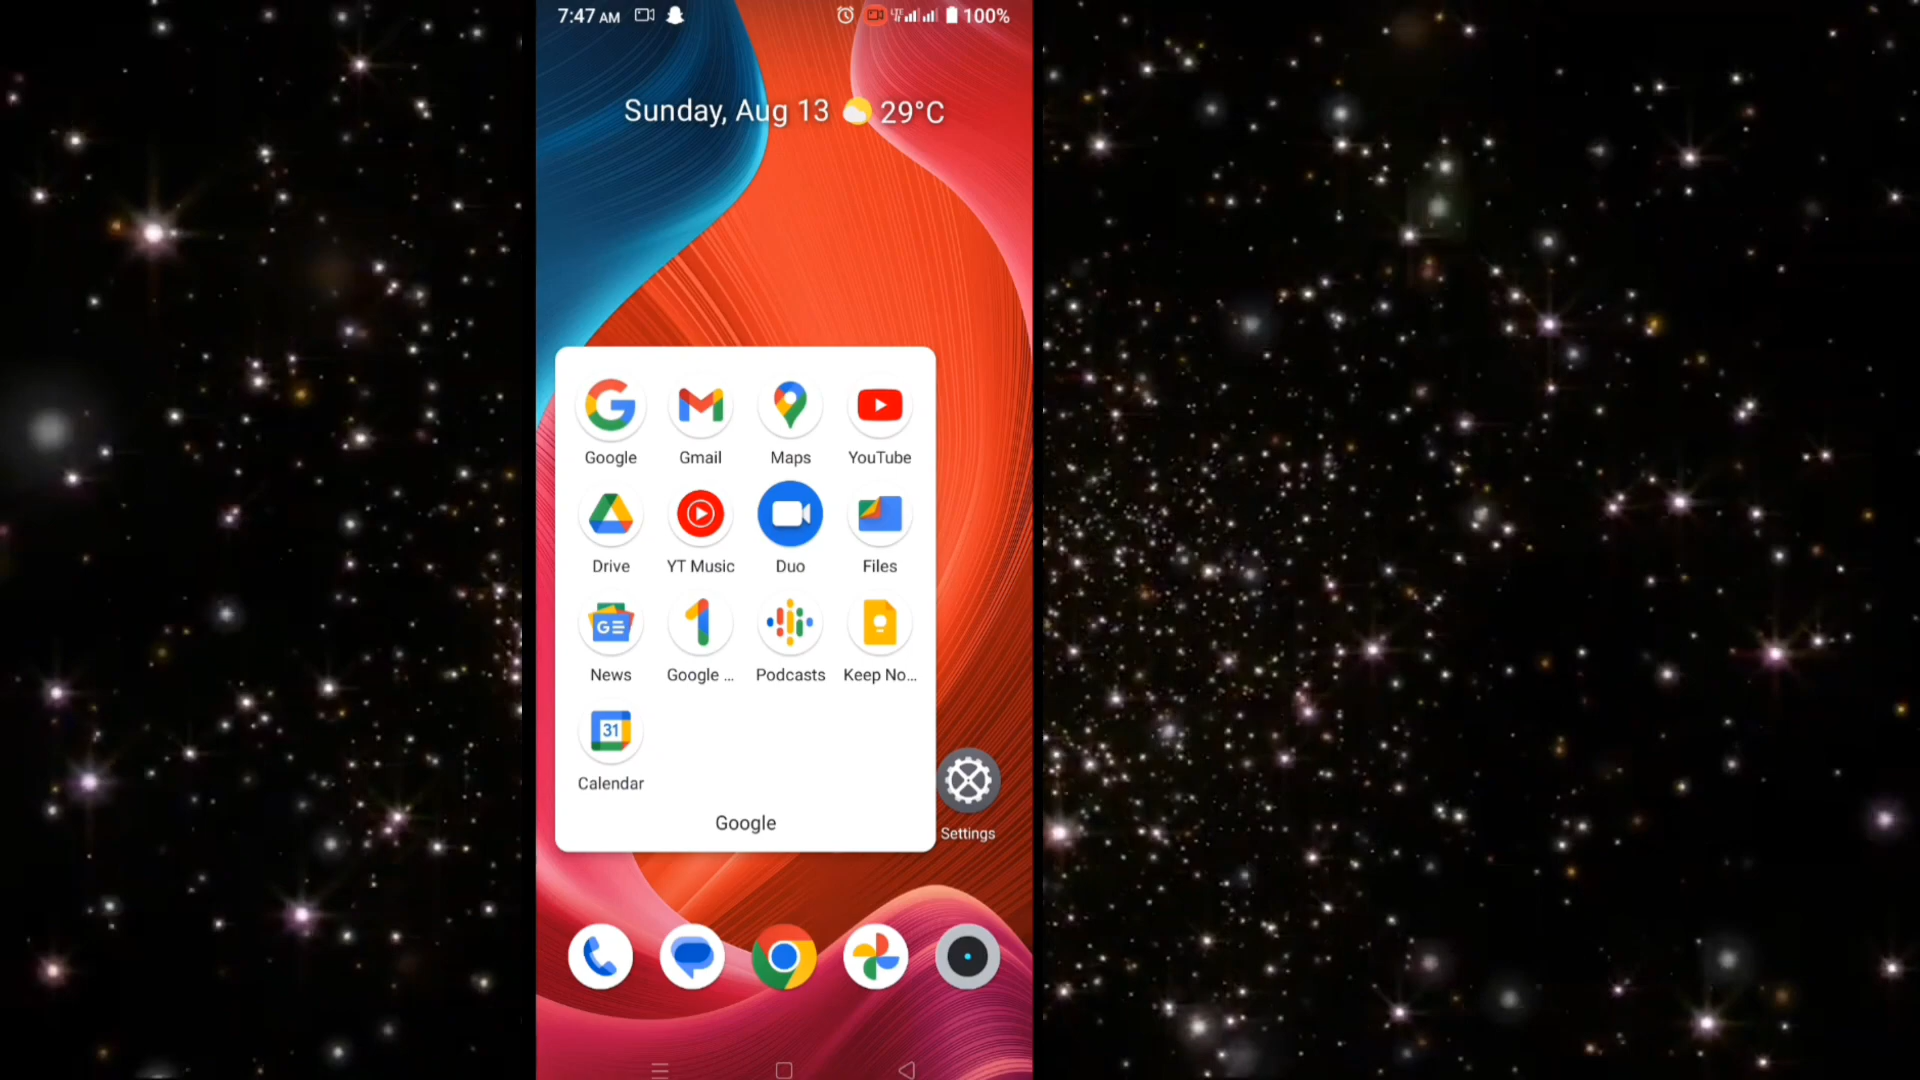 7:47 AM
LTE
100%
Sunday, Aug 13
29°C
Google
Gmail
Maps
YouTube
Drive
YT Music
Duo
Files
News
Google ...
Podcasts
Keep No...
31
Calendar
Google
Settings